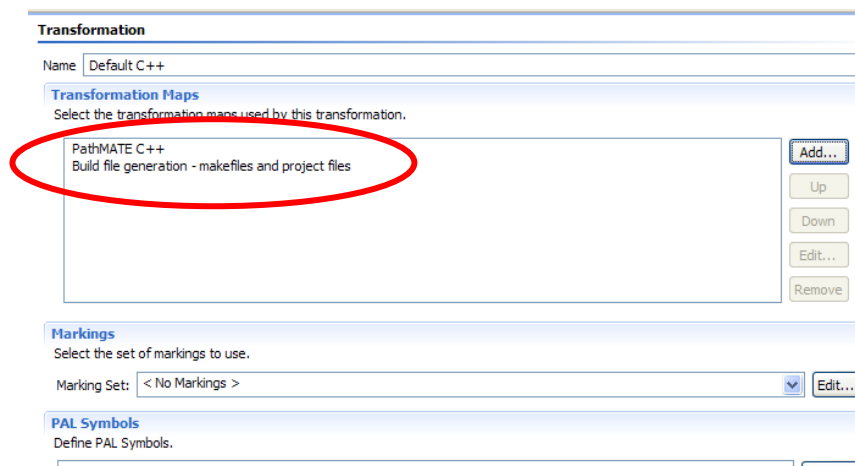 Transformation
Name Default C++
Transformation Maps
Select the transformation maps used by this transformation.
PathMATE C++
Build file generation - makefiles and project files
Add...
Up
Down
Edit...
Remove
Markings
Select the set of markings to use.
Marking Set: < No Markings > Edit...
PAL Symbols
Define PAL Symbols.